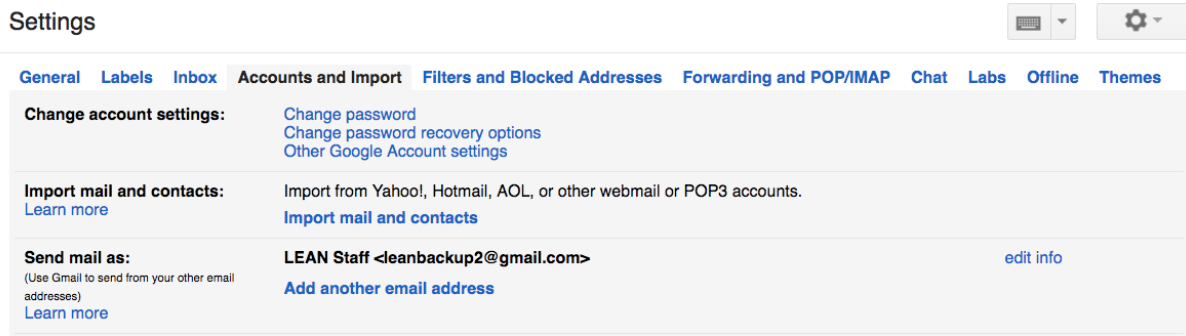 Settings
General Labels Inbox Accounts and Import Filters and Blocked Addresses Forwarding and POP/IMAP Chat Labs Offline Themes
Change account settings: Change password
Change password recovery options
Other Google Account settings
Import mail and contacts: Import from Yahoo!, Hotmail, AOL, or other webmail or POP3 accounts.
Learn more
Import mail and contacts
Send mail as: LEAN Staff <leanbackup2@gmail.com> edit info
(Use Gmail to send from your other email
addresses)
Add another email address
Learn more